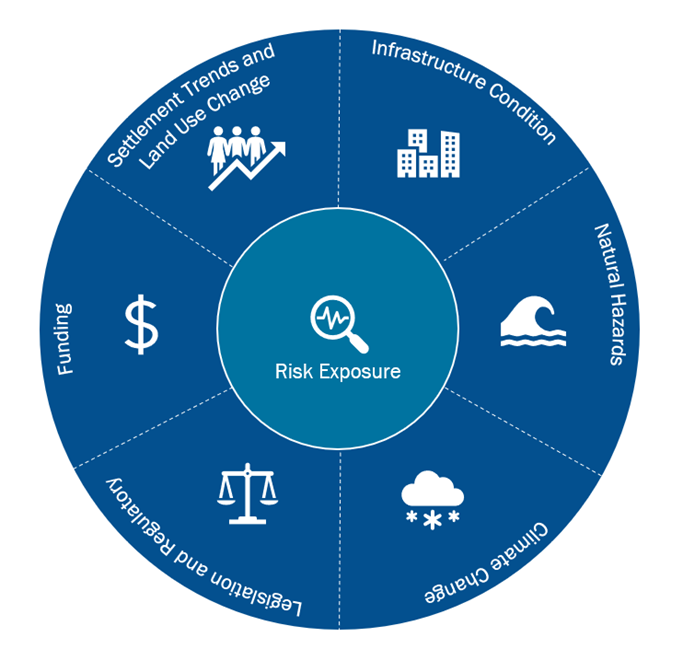 Settlement Trends and
Land Use Change
Infrastructure Condition
Natural Hazards
Climate Change
Legislation and Regulatory
Funding
$
Risk Exposure